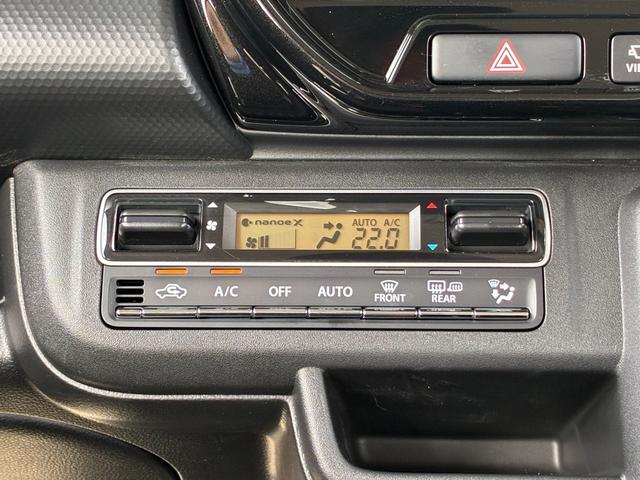 VIE
nanoe X
AUTO A/C
22.0
A/C OFF AUTO FRONT REAR